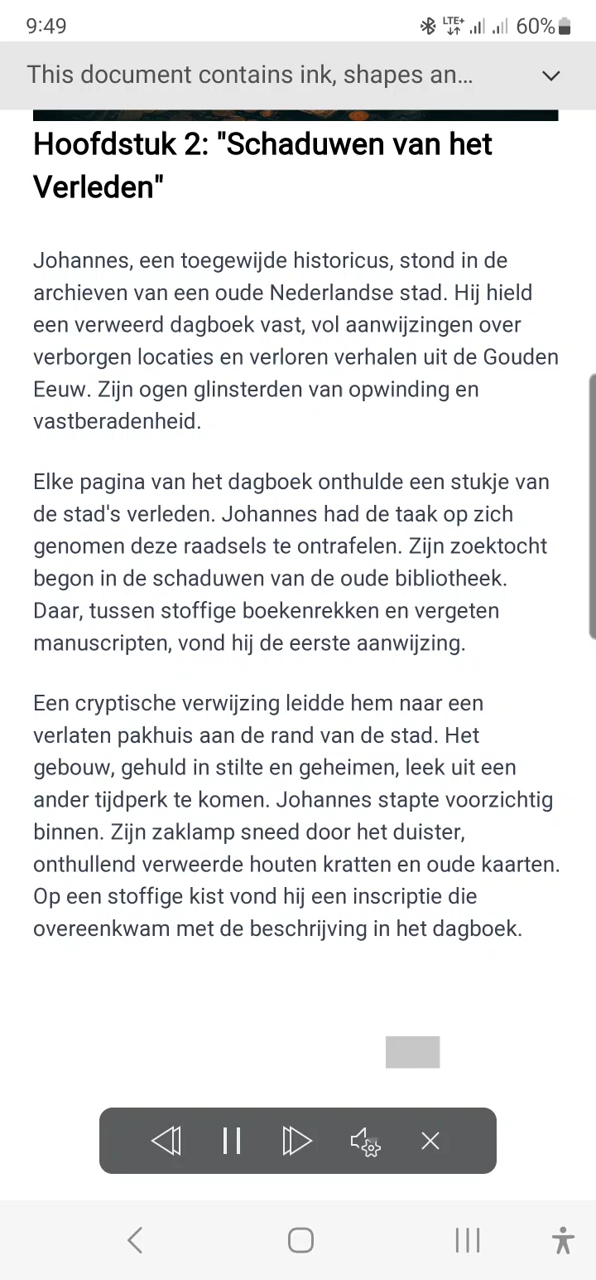 9:49
LTE+
60%
This document contains ink, shapes an...
Hoofdstuk 2: "Schaduwen van het
Verleden"
Johannes, een toegewijde historicus, stond in de
archieven van een oude Nederlandse stad. Hij hield
een verweerd dagboek vast, vol aanwijzingen over
verborgen locaties en verloren verhalen uit de Gouden
Eeuw. Zijn ogen glinsterden van opwinding en
vastberadenheid.
Elke pagina van het dagboek onthulde een stukje van
de stad's verleden. Johannes had de taak op zich
genomen deze raadsels te ontrafelen. Zijn zoektocht
begon in de schaduwen van de oude bibliotheek.
Daar, tussen stoffige boekenrekken en vergeten
manuscripten, vond hij de eerste aanwijzing.
Een cryptische verwijzing leidde hem naar een
verlaten pakhuis aan de rand van de stad. Het
gebouw, gehuld in stilte en geheimen, leek uit een
ander tijdperk te komen. Johannes stapte voorzichtig
binnen. Zijn zaklamp sneed door het duister,
onthullend verweerde houten kratten en oude kaarten.
Op een stoffige kist vond hij een inscriptie die
overeenkwam met de beschrijving in het dagboek.